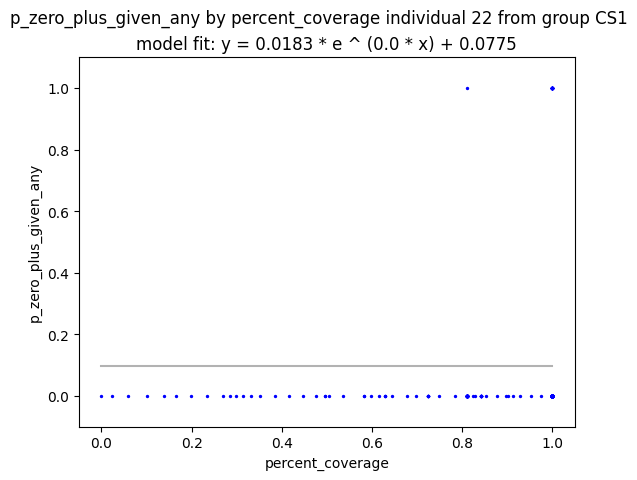 p_zero_plus_given_any by percent_coverage individual 22 from group CS1
model fit: y = 0.0183 * e ^ (0.0 * x) + 0.0775
1.0
0.8
0.6
0.4
0.2
0.0
p_zero_plus_given_any
0.0 0.2 0.4 0.6 0.8 1.0
percent_coverage